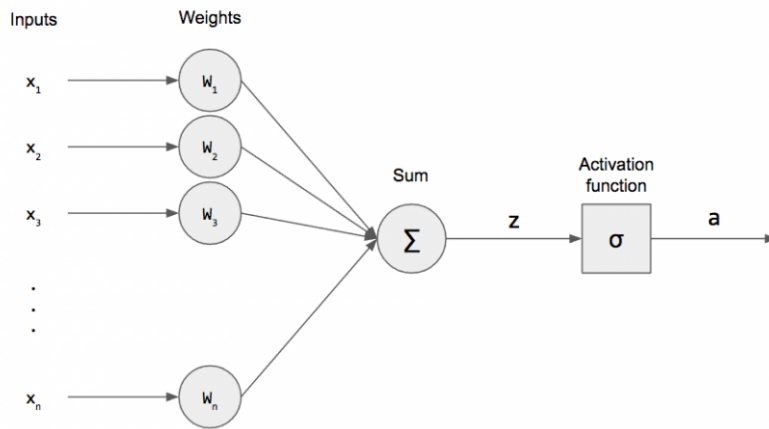 Inputs
Weights
x₁
W₁
x₂
W₂
x₃
W₃
Sum
Σ
z
Activation
function
σ
a
.
.
.
xₙ
Wₙ